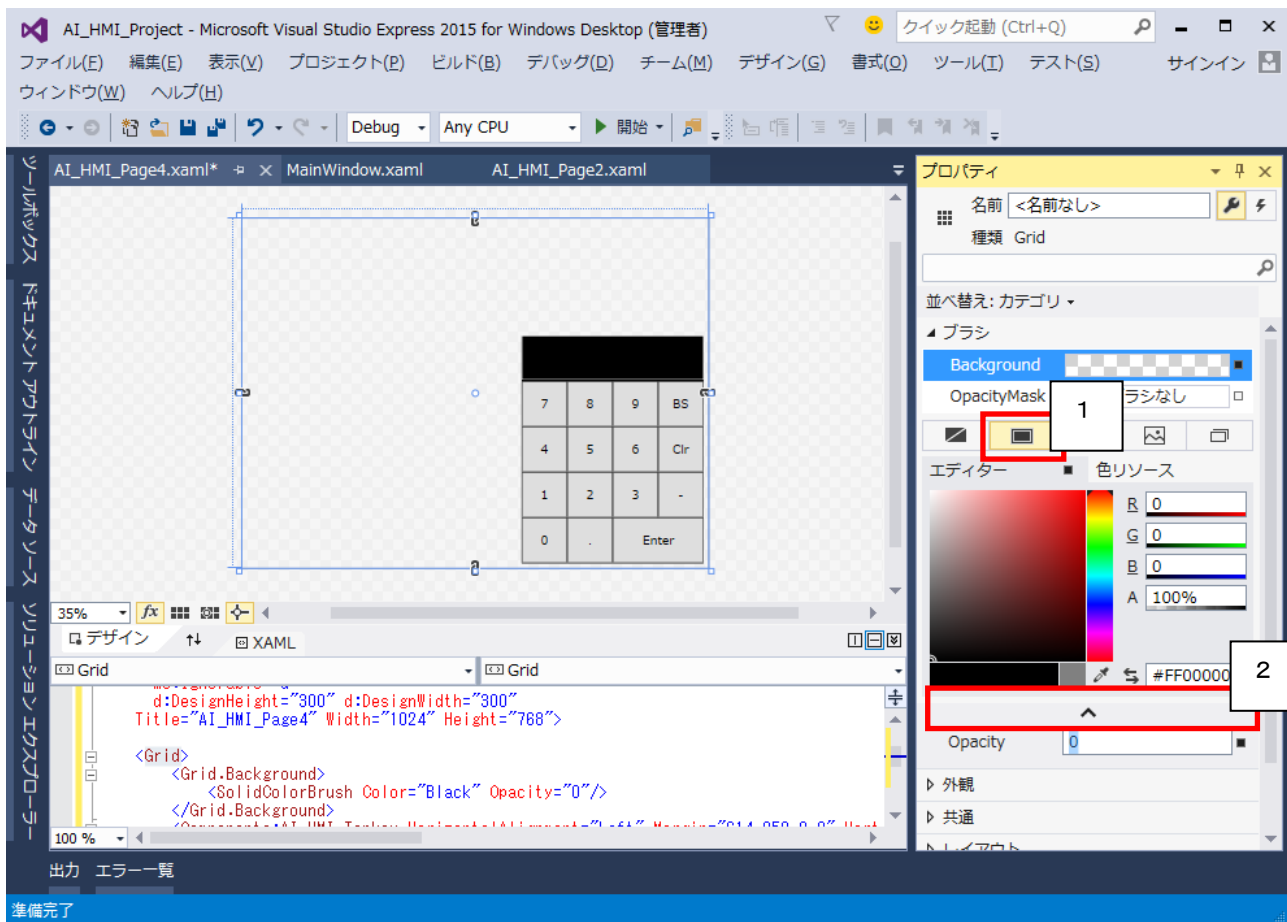 AI_HMI_Project - Microsoft Visual Studio Express 2015 for Windows Desktop (管理者)
クイック起動 (Ctrl+Q)
ファイル(F) 編集(E) 表示(V) プロジェクト(P) ビルド(B) デバッグ(D) チーム(M) デザイン(G) 書式(O) ツール(T) テスト(S) サインイン
ウィンドウ(W) ヘルプ(H)
Debug Any CPU 開始
ツールボックス
ドキュメント アウトライン
データ ソース
ソリューション エクスプローラー
AI_HMI_Page4.xaml* MainWindow.xaml AI_HMI_Page2.xaml
7 8 9 BS
4 5 6 Clr
1 2 3 -
0 . Enter
35% fx
デザイン XAML
Grid Grid
d:DesignHeight="300" d:DesignWidth="300"
Title="AI_HMI_Page4" Width="1024" Height="768">
<Grid>
<Grid.Background>
<SolidColorBrush Color="Black" Opacity="0"/>
</Grid.Background>
100 %
プロパティ
名前 <名前なし>
種類 Grid
並べ替え: カテゴリ
ブラシ
Background
OpacityMask ラシなし
1
エディター 色リソース
R 0
G 0
B 0
A 100%
#FF00000
2
Opacity 0
外観
共通
レイアウト
出力 エラー一覧
準備完了